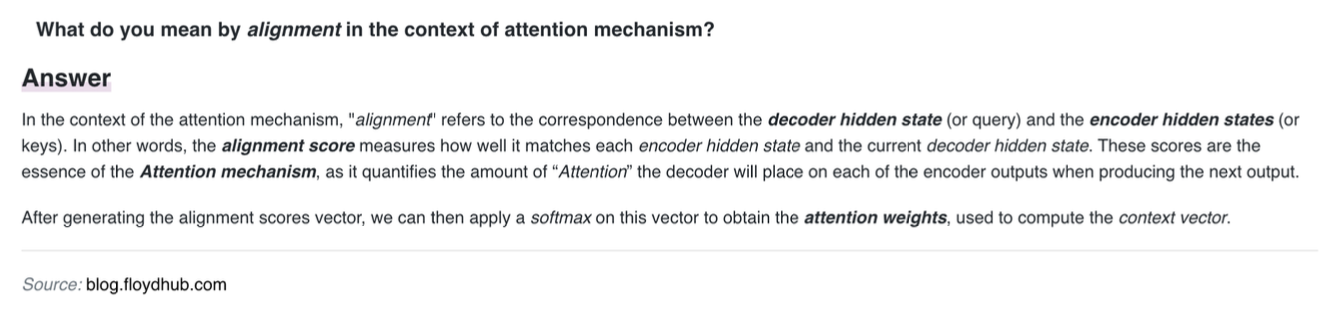 What do you mean by alignment in the context of attention mechanism?
Answer
In the context of the attention mechanism, "alignment" refers to the correspondence between the decoder hidden state (or query) and the encoder hidden states (or
keys). In other words, the alignment score measures how well it matches each encoder hidden state and the current decoder hidden state. These scores are the
essence of the Attention mechanism, as it quantifies the amount of “Attention” the decoder will place on each of the encoder outputs when producing the next output.
After generating the alignment scores vector, we can then apply a softmax on this vector to obtain the attention weights, used to compute the context vector.
Source: blog.floydhub.com